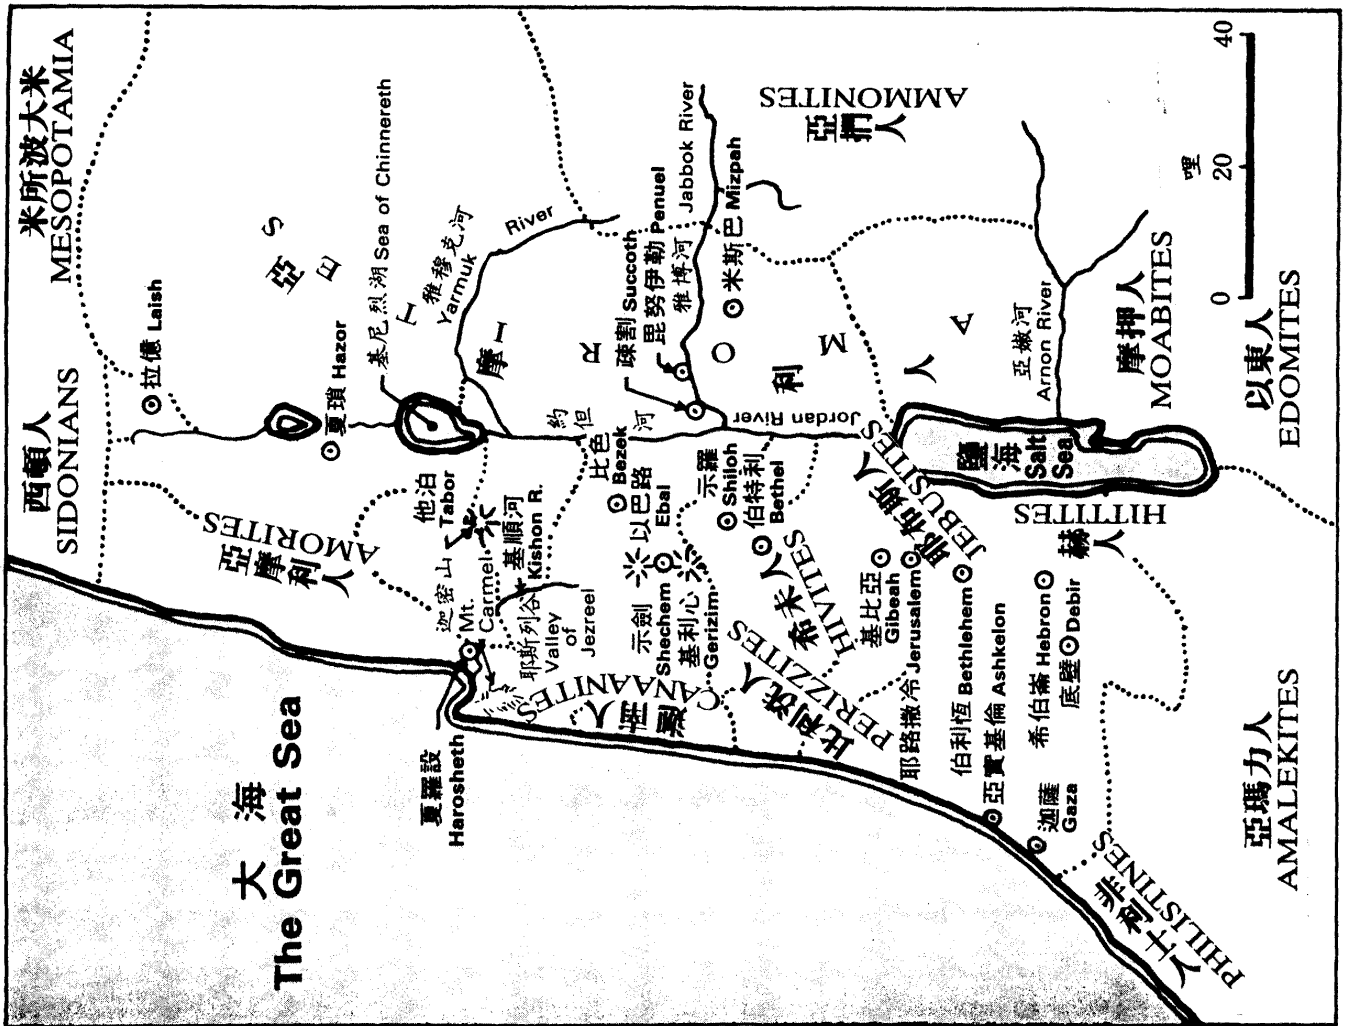 米所波大米
MESOPOTAMIA
西頓人
SIDONIANS
拉億 Laish
夏瑣 Hazor
基尼烈湖 Sea of Chinnereth
亞
巴
雅穆克河
Yarmuk River
亞摩利人
AMORITES
他泊
Tabor
迦密山
Mt.
Carmel
基順河
Kishon R.
耶斯列谷
Valley
of
Jezreel
夏羅設
Harosheth
大海
The Great Sea
約但河
Jordan River
比色
Bezek
以巴路
Ebal
示劍
Shechem
基利心
Gerizim
示羅
Shiloh
伯特利
Bethel
疎割 Succoth
毘努伊勒 Penuel
雅博河
Jabbok River
米斯巴 Mizpah
亞捫人
AMMONITES
亞摩利人
AMORITES
迦南人
CANAANITES
比利洗人
PERIZZITES
希未人
HIVITES
耶布斯人
JEBUSITES
基比亞
Gibeah
耶路撒冷 Jerusalem
伯利恆 Bethlehem
亞實基倫 Ashkelon
希伯崙 Hebron
底壁 Debir
迦薩
Gaza
赫人
HITTITES
鹽海
Salt
Sea
亞嫩河
Arnon River
摩押人
MOABITES
以東人
EDOMITES
亞瑪力人
AMALEKITES
非利士人
PHILISTINES
0 20 40
哩